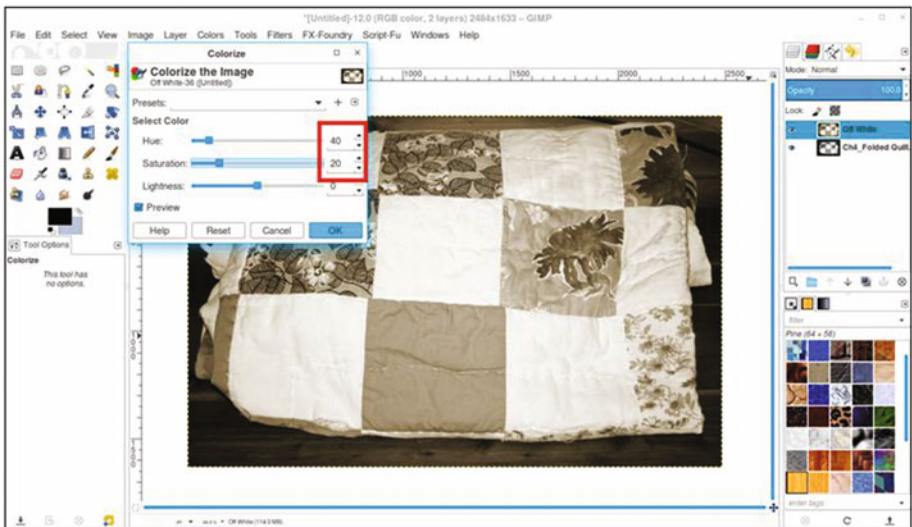 *[Untitled]-12.0 (RGB color, 2 layers) 2484x1633 – GIMP
File Edit Select View Image Layer Colors Tools Filters FX-Foundry Script-Fu Windows Help
Colorize
Colorize the Image
Off White-36 ([Untitled])
Presets:
Select Color
Hue: 40
Saturation: 20
Lightness: 0
Preview
Help Reset Cancel OK
1000 1500 2000 2500
Tool Options
Colorize
This tool has
no options.
Mode: Normal
Opacity 100.0
Lock:
Off White
Ch4_Folded Quilt.
filter
Pine (64 × 56)
enter tags
Off White (114.3 MB)